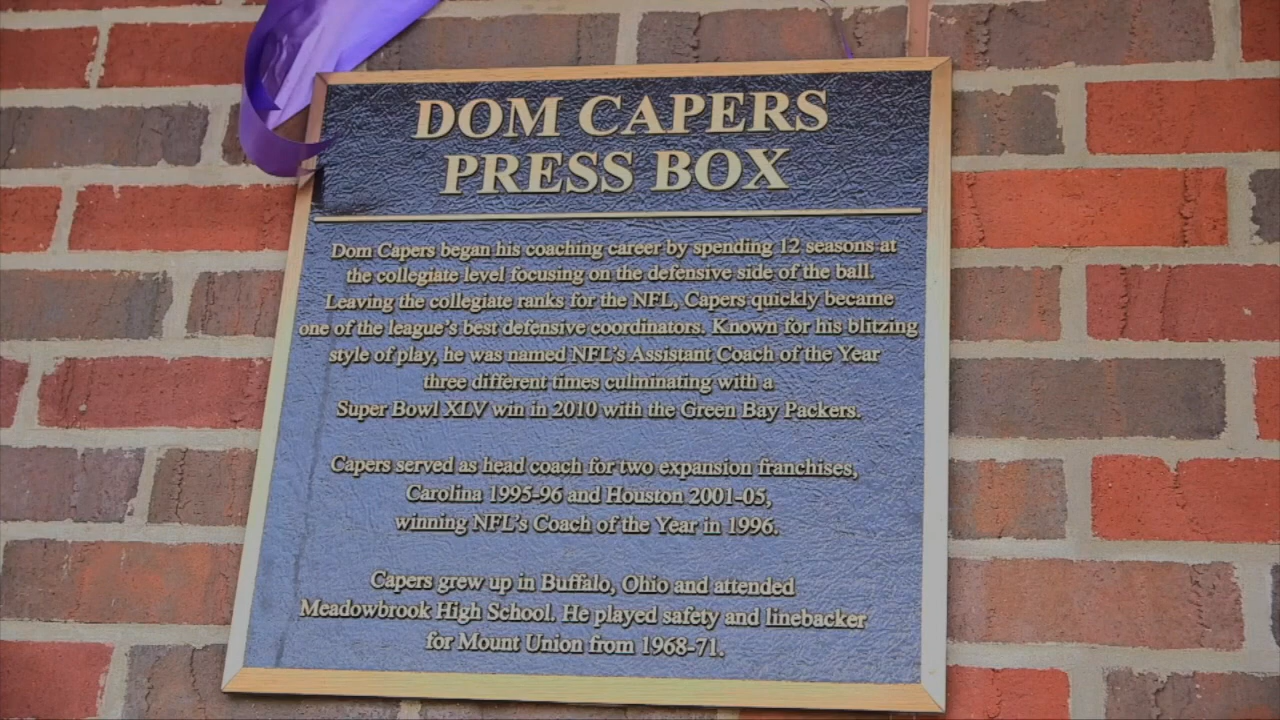 DOM CAPERS
PRESS BOX
Dom Capers began his coaching career by spending 12 seasons at
the collegiate level focusing on the defensive side of the ball.
Leaving the collegiate ranks for the NFL, Capers quickly became
one of the league's best defensive coordinators. Known for his blitzing
style of play, he was named NFL's Assistant Coach of the Year
three different times culminating with a
Super Bowl XLV win in 2010 with the Green Bay Packers.
Capers served as head coach for two expansion franchises,
Carolina 1995-96 and Houston 2001-05,
winning NFL's Coach of the Year in 1996.
Capers grew up in Buffalo, Ohio and attended
Meadowbrook High School. He played safety and linebacker
for Mount Union from 1968-71.